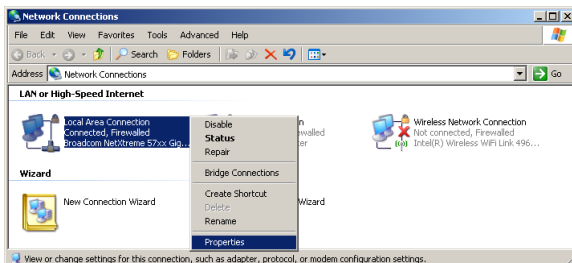 Network Connections
File Edit View Favorites Tools Advanced Help
Back Search Folders
Address Network Connections Go
LAN or High-Speed Internet
Local Area Connection
Connected, Firewalled
Broadcom NetXtreme 57xx Gig...
Disable
Status
Repair
Bridge Connections
Create Shortcut
Delete
Rename
Properties
Wireless Network Connection
Not connected, Firewalled
Intel(R) Wireless WiFi Link 496...
Wizard
New Connection Wizard
Wizard
View or change settings for this connection, such as adapter, protocol, or modem configuration settings.